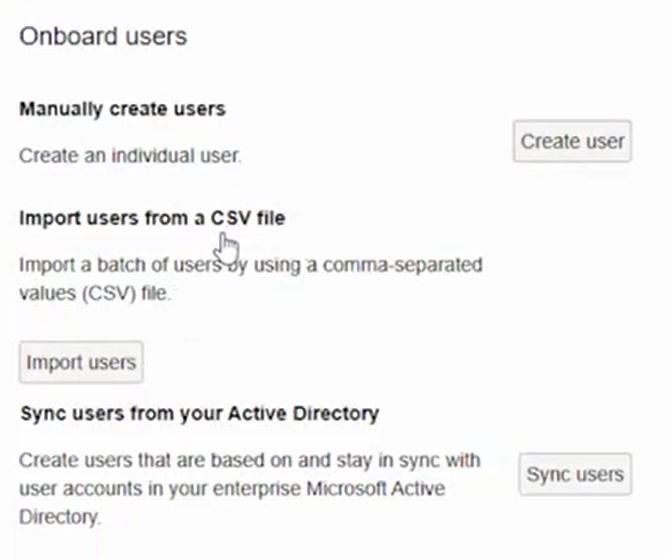 Onboard users
Manually create users
Create an individual user.
Create user
Import users from a CSV file
Import a batch of users by using a comma-separated
values (CSV) file.
Import users
Sync users from your Active Directory
Create users that are based on and stay in sync with
user accounts in your enterprise Microsoft Active
Directory.
Sync users